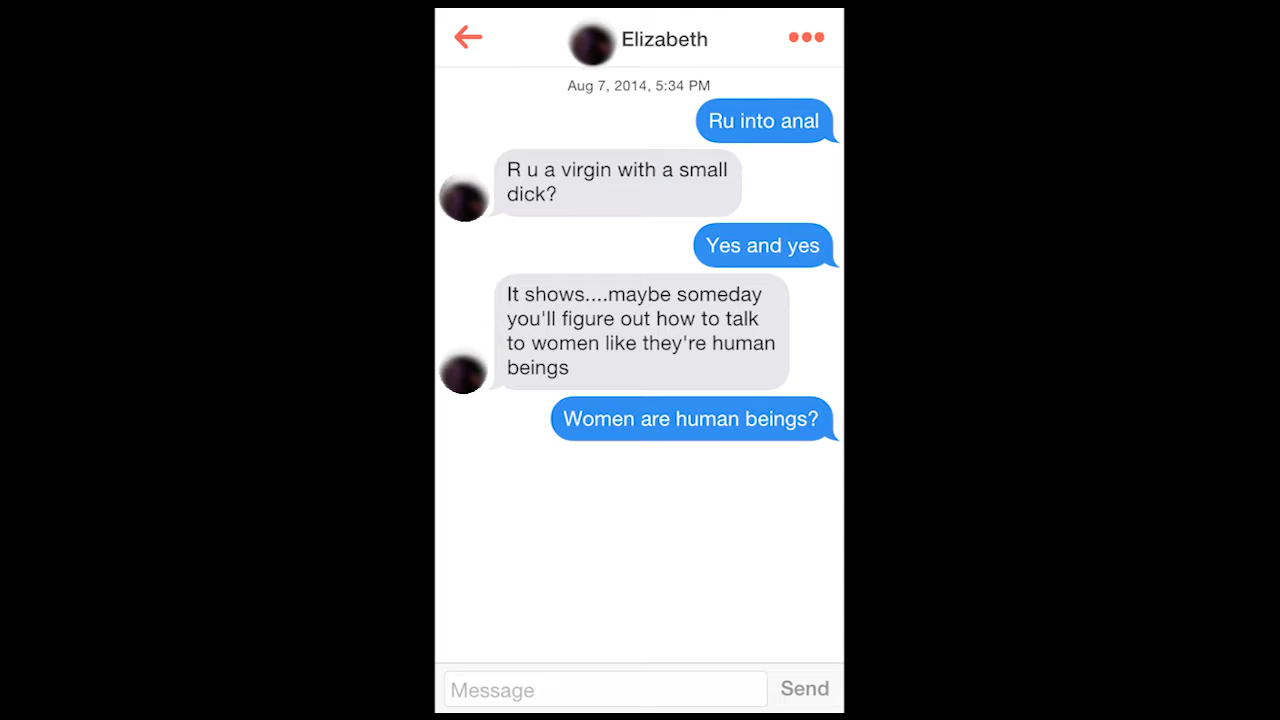 Elizabeth
Aug 7, 2014, 5:34 PM
Ru into anal
R u a virgin with a small
dick?
Yes and yes
It shows....maybe someday
you'll figure out how to talk
to women like they're human
beings
Women are human beings?
Message
Send